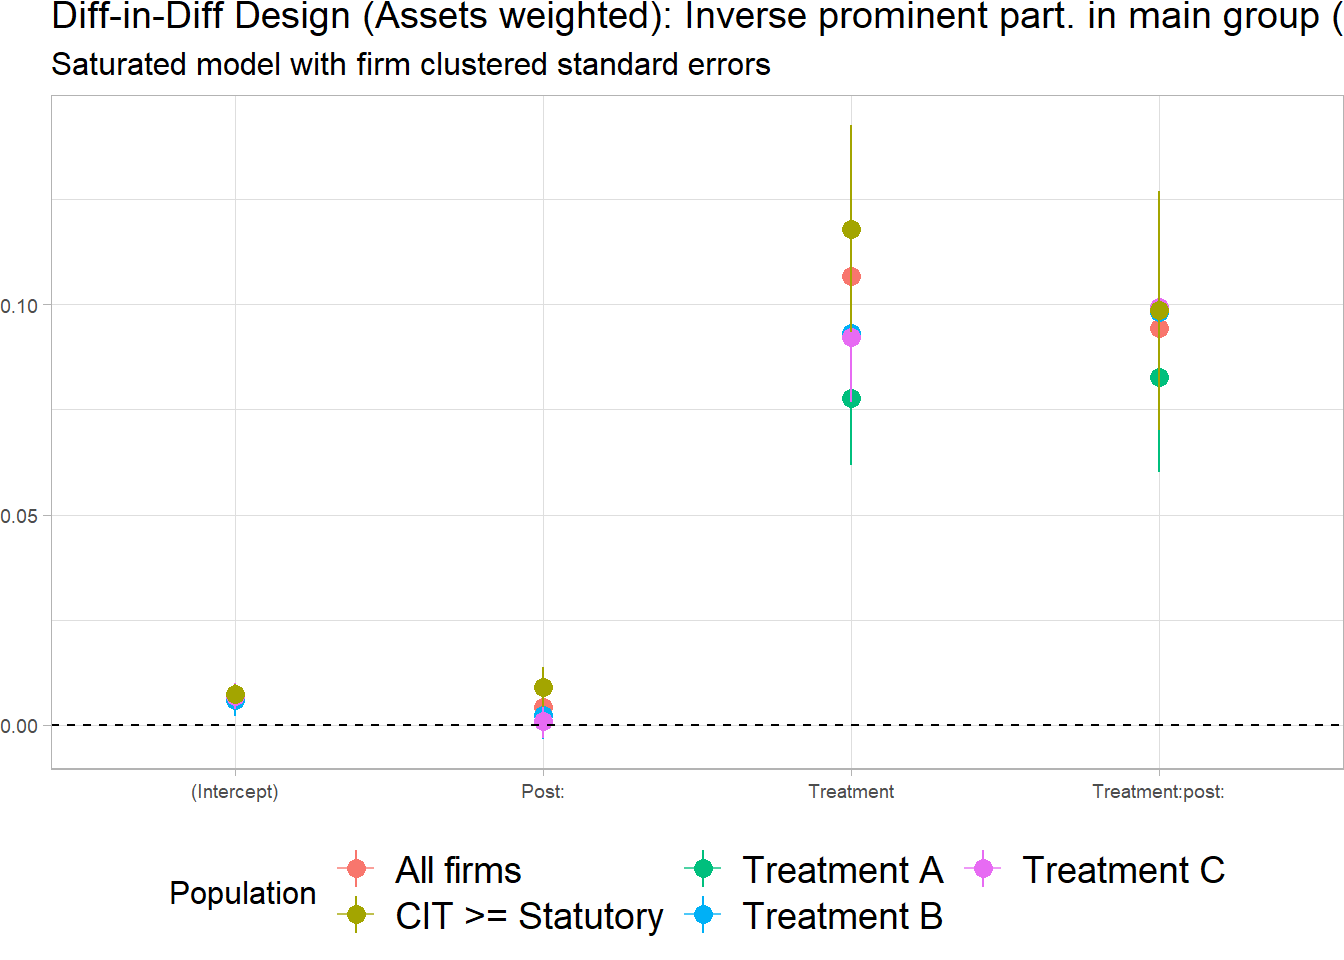 Diff-in-Diff Design (Assets weighted): Inverse prominent part. in main group (
Saturated model with firm clustered standard errors
0.10
0.05
0.00
(Intercept) Post: Treatment Treatment:post:
Population
All firms Treatment A Treatment C
CIT >= Statutory Treatment B